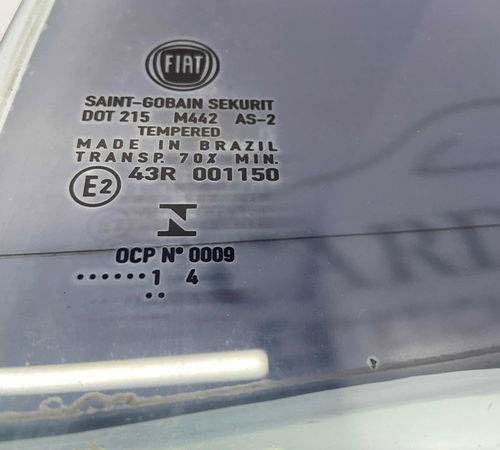 FIAT
SAINT-GOBAIN SEKURIT
DOT 215 M442 AS-2
TEMPERED
MADE IN BRAZIL
TRANSP. 70% MIN.
E2 43R 001150
N
OCP Nº 0009
·······1 4
··